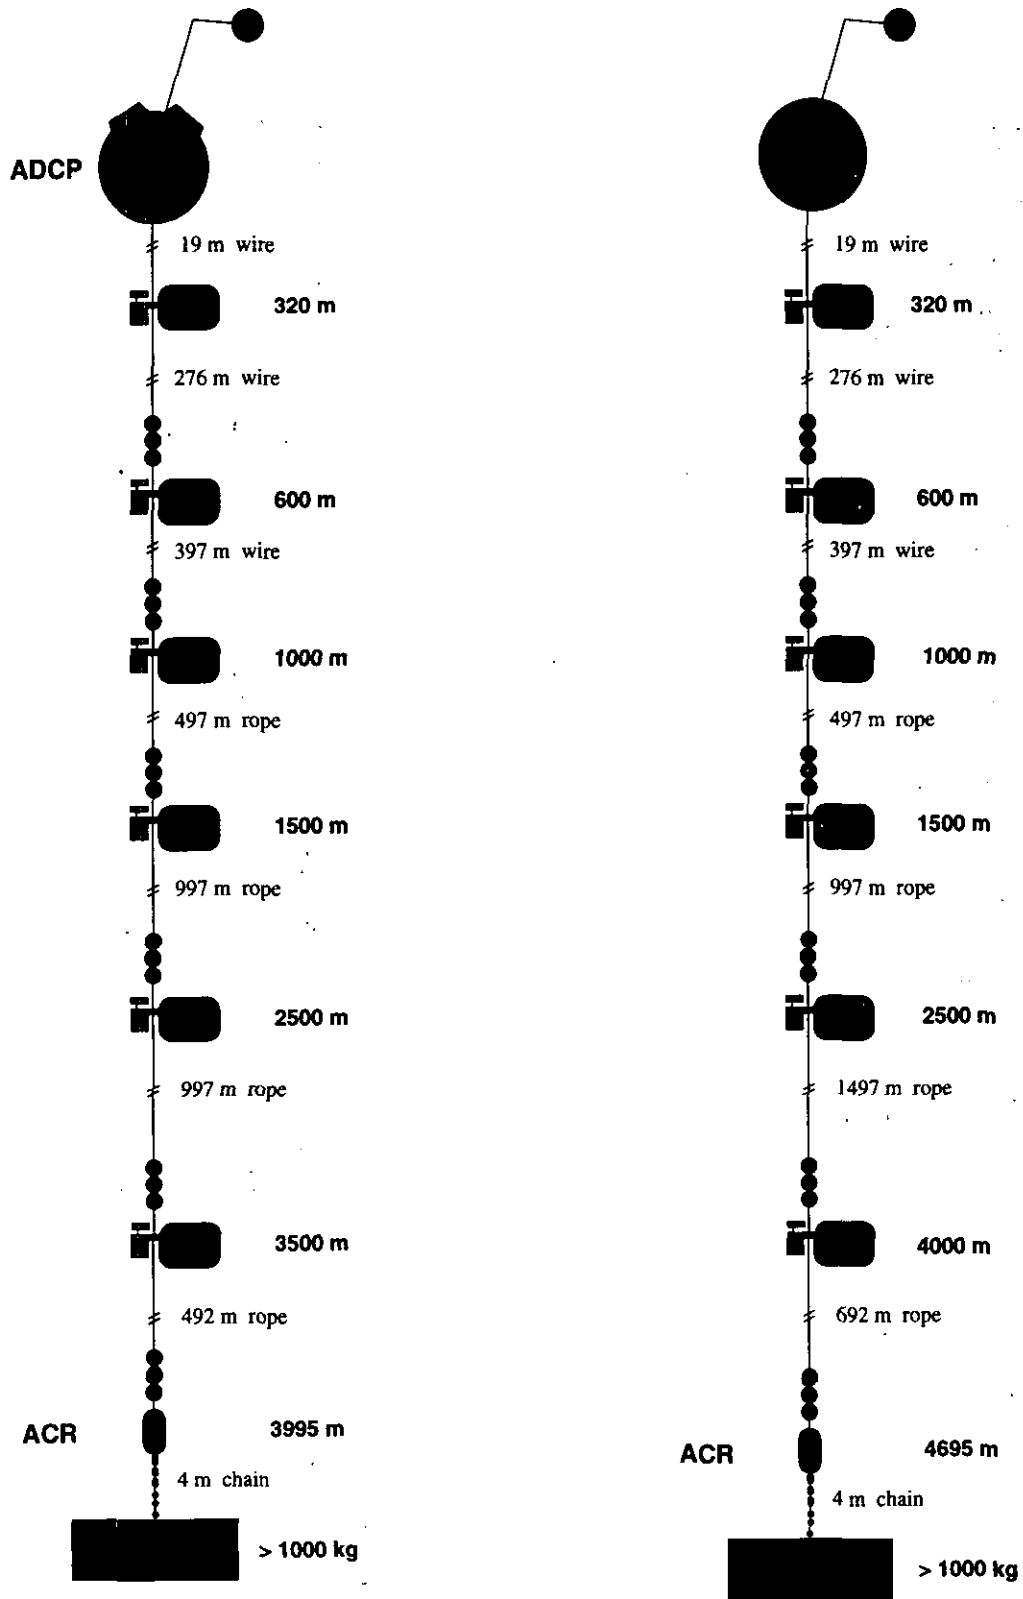 ADCP
19 m wire
320 m
276 m wire
600 m
397 m wire
1000 m
497 m rope
1500 m
997 m rope
2500 m
997 m rope
3500 m
492 m rope
ACR
3995 m
4 m chain
> 1000 kg
19 m wire
320 m
276 m wire
600 m
397 m wire
1000 m
497 m rope
1500 m
997 m rope
2500 m
1497 m rope
4000 m
692 m rope
ACR
4695 m
4 m chain
> 1000 kg